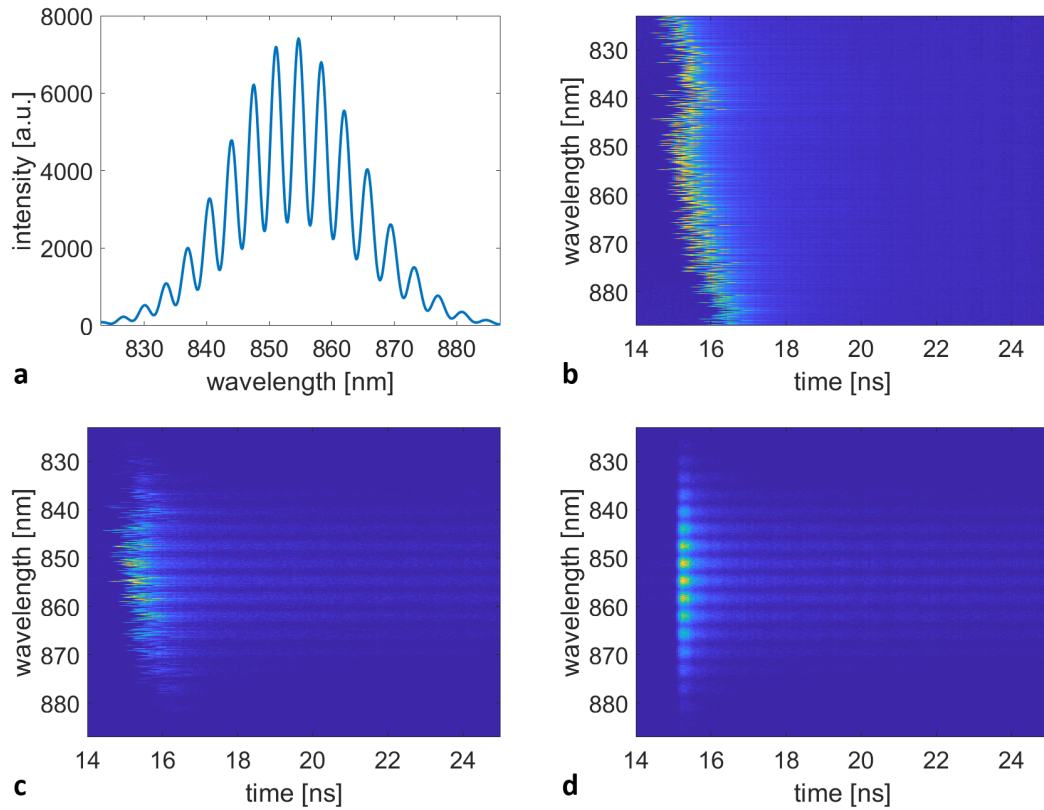 8000
6000
4000
2000
0
intensity [a.u.]
830 840 850 860 870 880
wavelength [nm]
a
830
840
850
860
870
880
wavelength [nm]
14 16 18 20 22 24
time [ns]
b
830
840
850
860
870
880
wavelength [nm]
14 16 18 20 22 24
time [ns]
c
830
840
850
860
870
880
wavelength [nm]
14 16 18 20 22 24
time [ns]
d